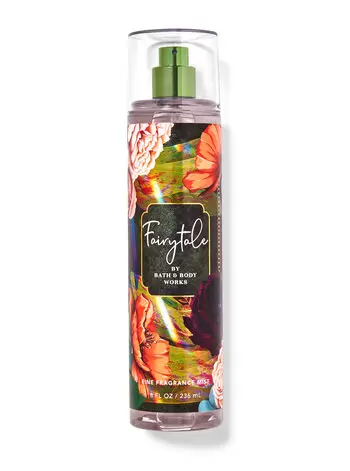 Fairytale
BY
BATH & BODY
WORKS
FINE FRAGRANCE MIST
8 FL OZ / 236 mL